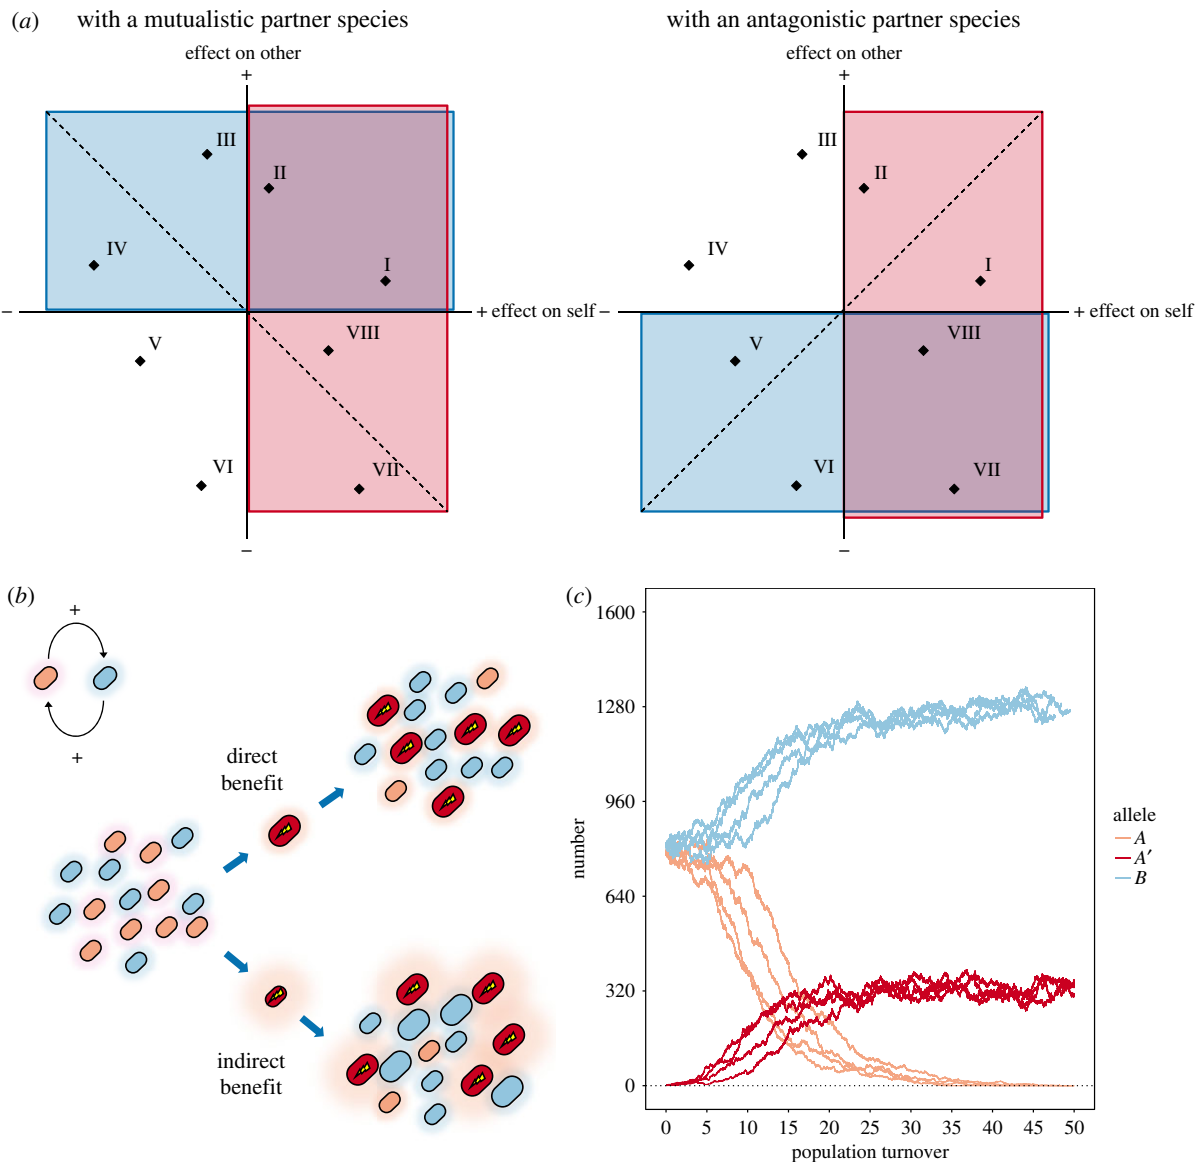 (a) with a mutualistic partner species
with an antagonistic partner species
effect on other
effect on other
+
+
III
II
IV
I
− + effect on self
V
VIII
VI
VII
−
III
II
IV
I
− + effect on self
V
VIII
VI
VII
−
(b)
+
+
direct
benefit
indirect
benefit
(c)
1600
1280
960
640
320
0
number
0 5 10 15 20 25 30 35 40 45 50
population turnover
allele
A
A′
B